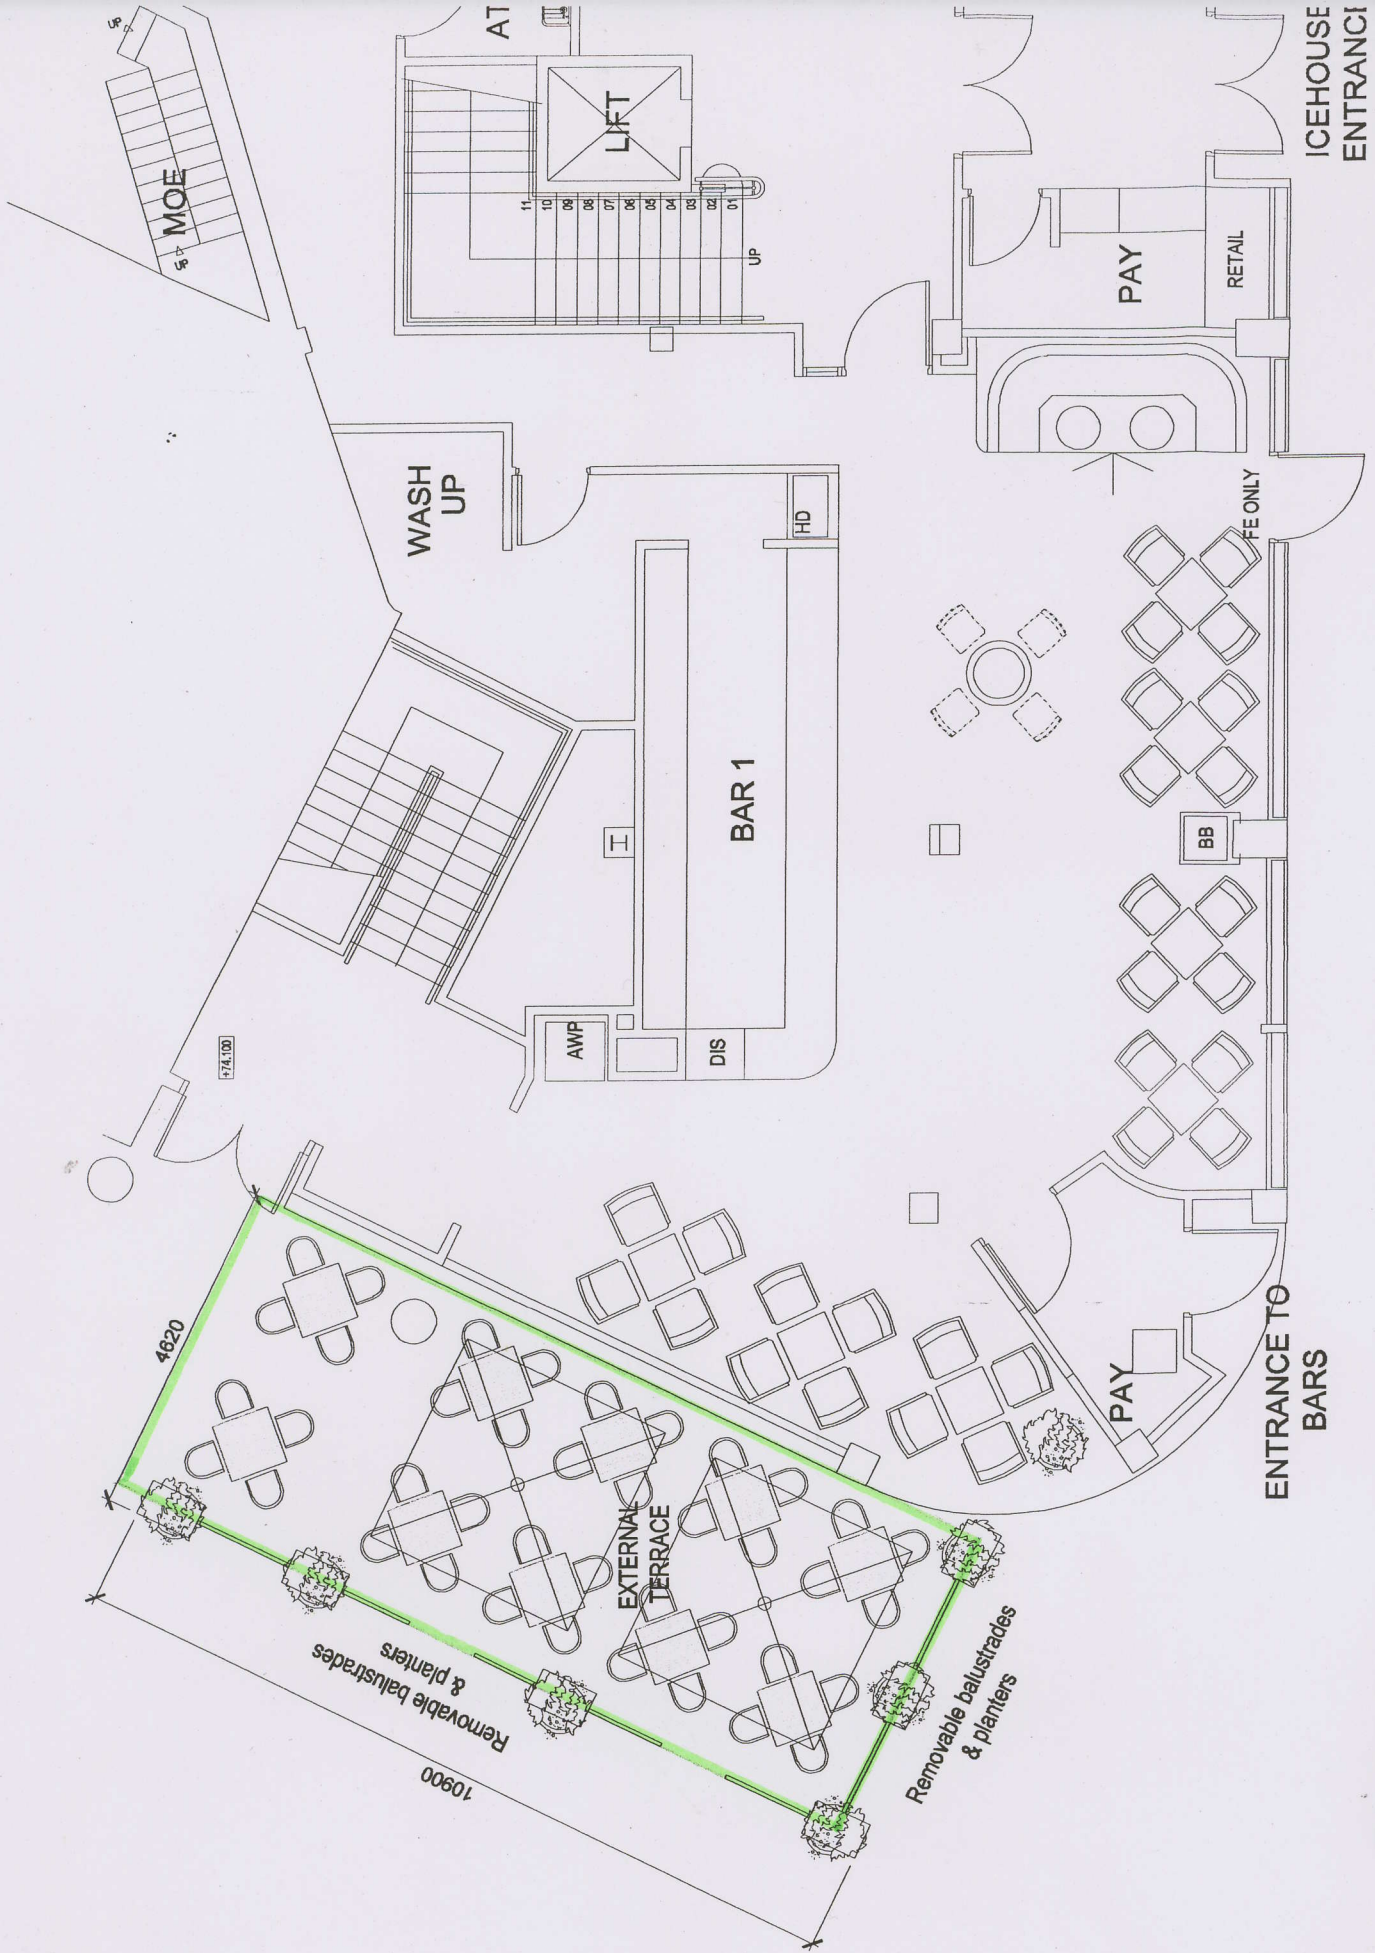 UP
MOE
UP
AT
LIFT
11
10
09
08
07
06
05
04
03
02
01
UP
ICEHOUSE
ENTRANCE
PAY
RETAIL
WASH
UP
HD
FE ONLY
BAR 1
BB
+74.100
AWP
DIS
4620
EXTERNAL
TERRACE
Removable balustrades
& planters
10900
Removable balustrades
& planters
PAY
ENTRANCE TO
BARS